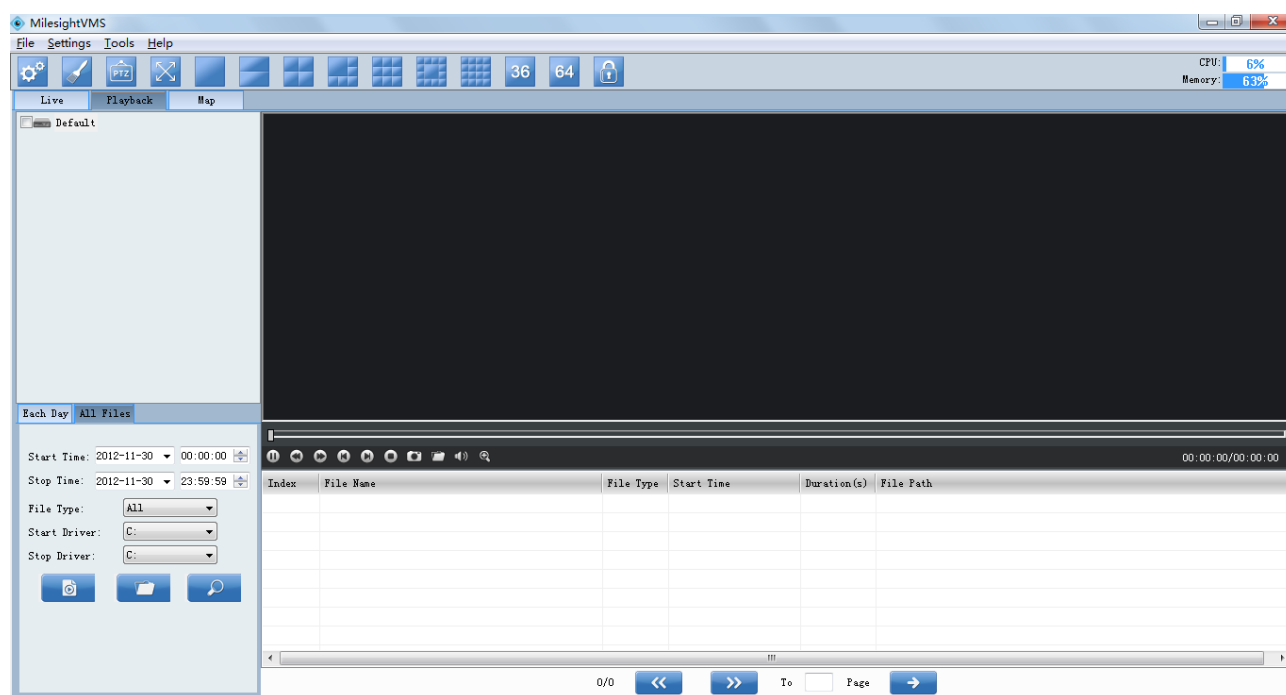 MilesightVMS
File Settings Tools Help
PTZ 36 64
CPU: 6%
Memory: 63%
Live Playback Map
Default
Each Day All Files
Start Time: 2012-11-30 00:00:00
Stop Time: 2012-11-30 23:59:59
File Type: All
Start Driver: C:
Stop Driver: C:
00:00:00/00:00:00
Index File Name File Type Start Time Duration(s) File Path
0/0 To Page